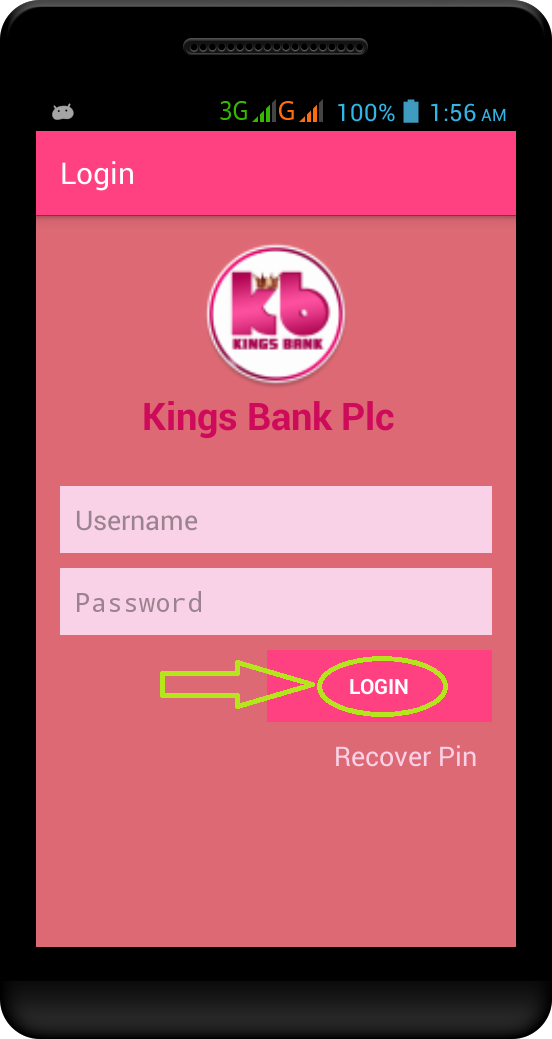 3G G 100% 1:56 AM
Login
kb
KINGS BANK
Kings Bank Plc
Username
Password
LOGIN
Recover Pin